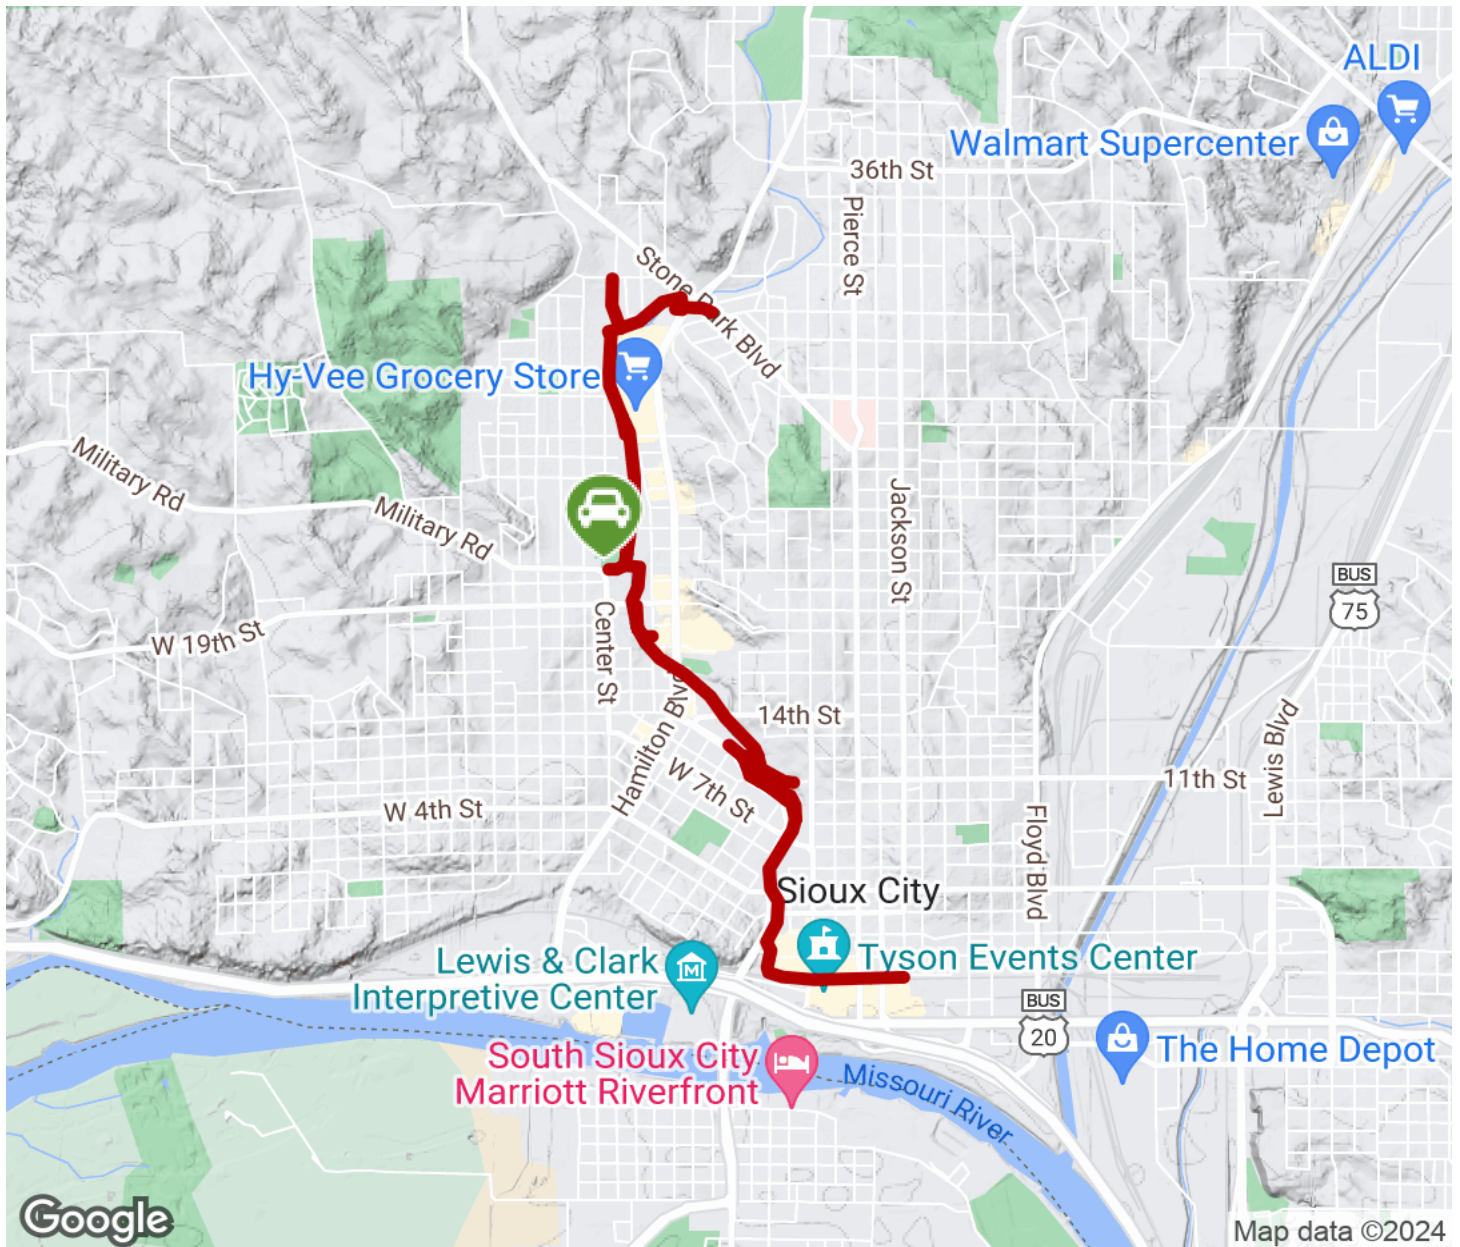 ALDI
Walmart Supercenter
36th St
Pierce St
Stone Park Blvd
Hy-Vee Grocery Store
Military Rd
Military Rd
Jackson St
BUS
75
W 19th St
Center St
Hamilton Blvd
14th St
Lewis Blvd
W 7th St
11th St
W 4th St
Floyd Blvd
Sioux City
Lewis & Clark
Interpretive Center
Tyson Events Center
BUS
20
South Sioux City
Marriott Riverfront
The Home Depot
Missouri River
Google
Map data ©2024